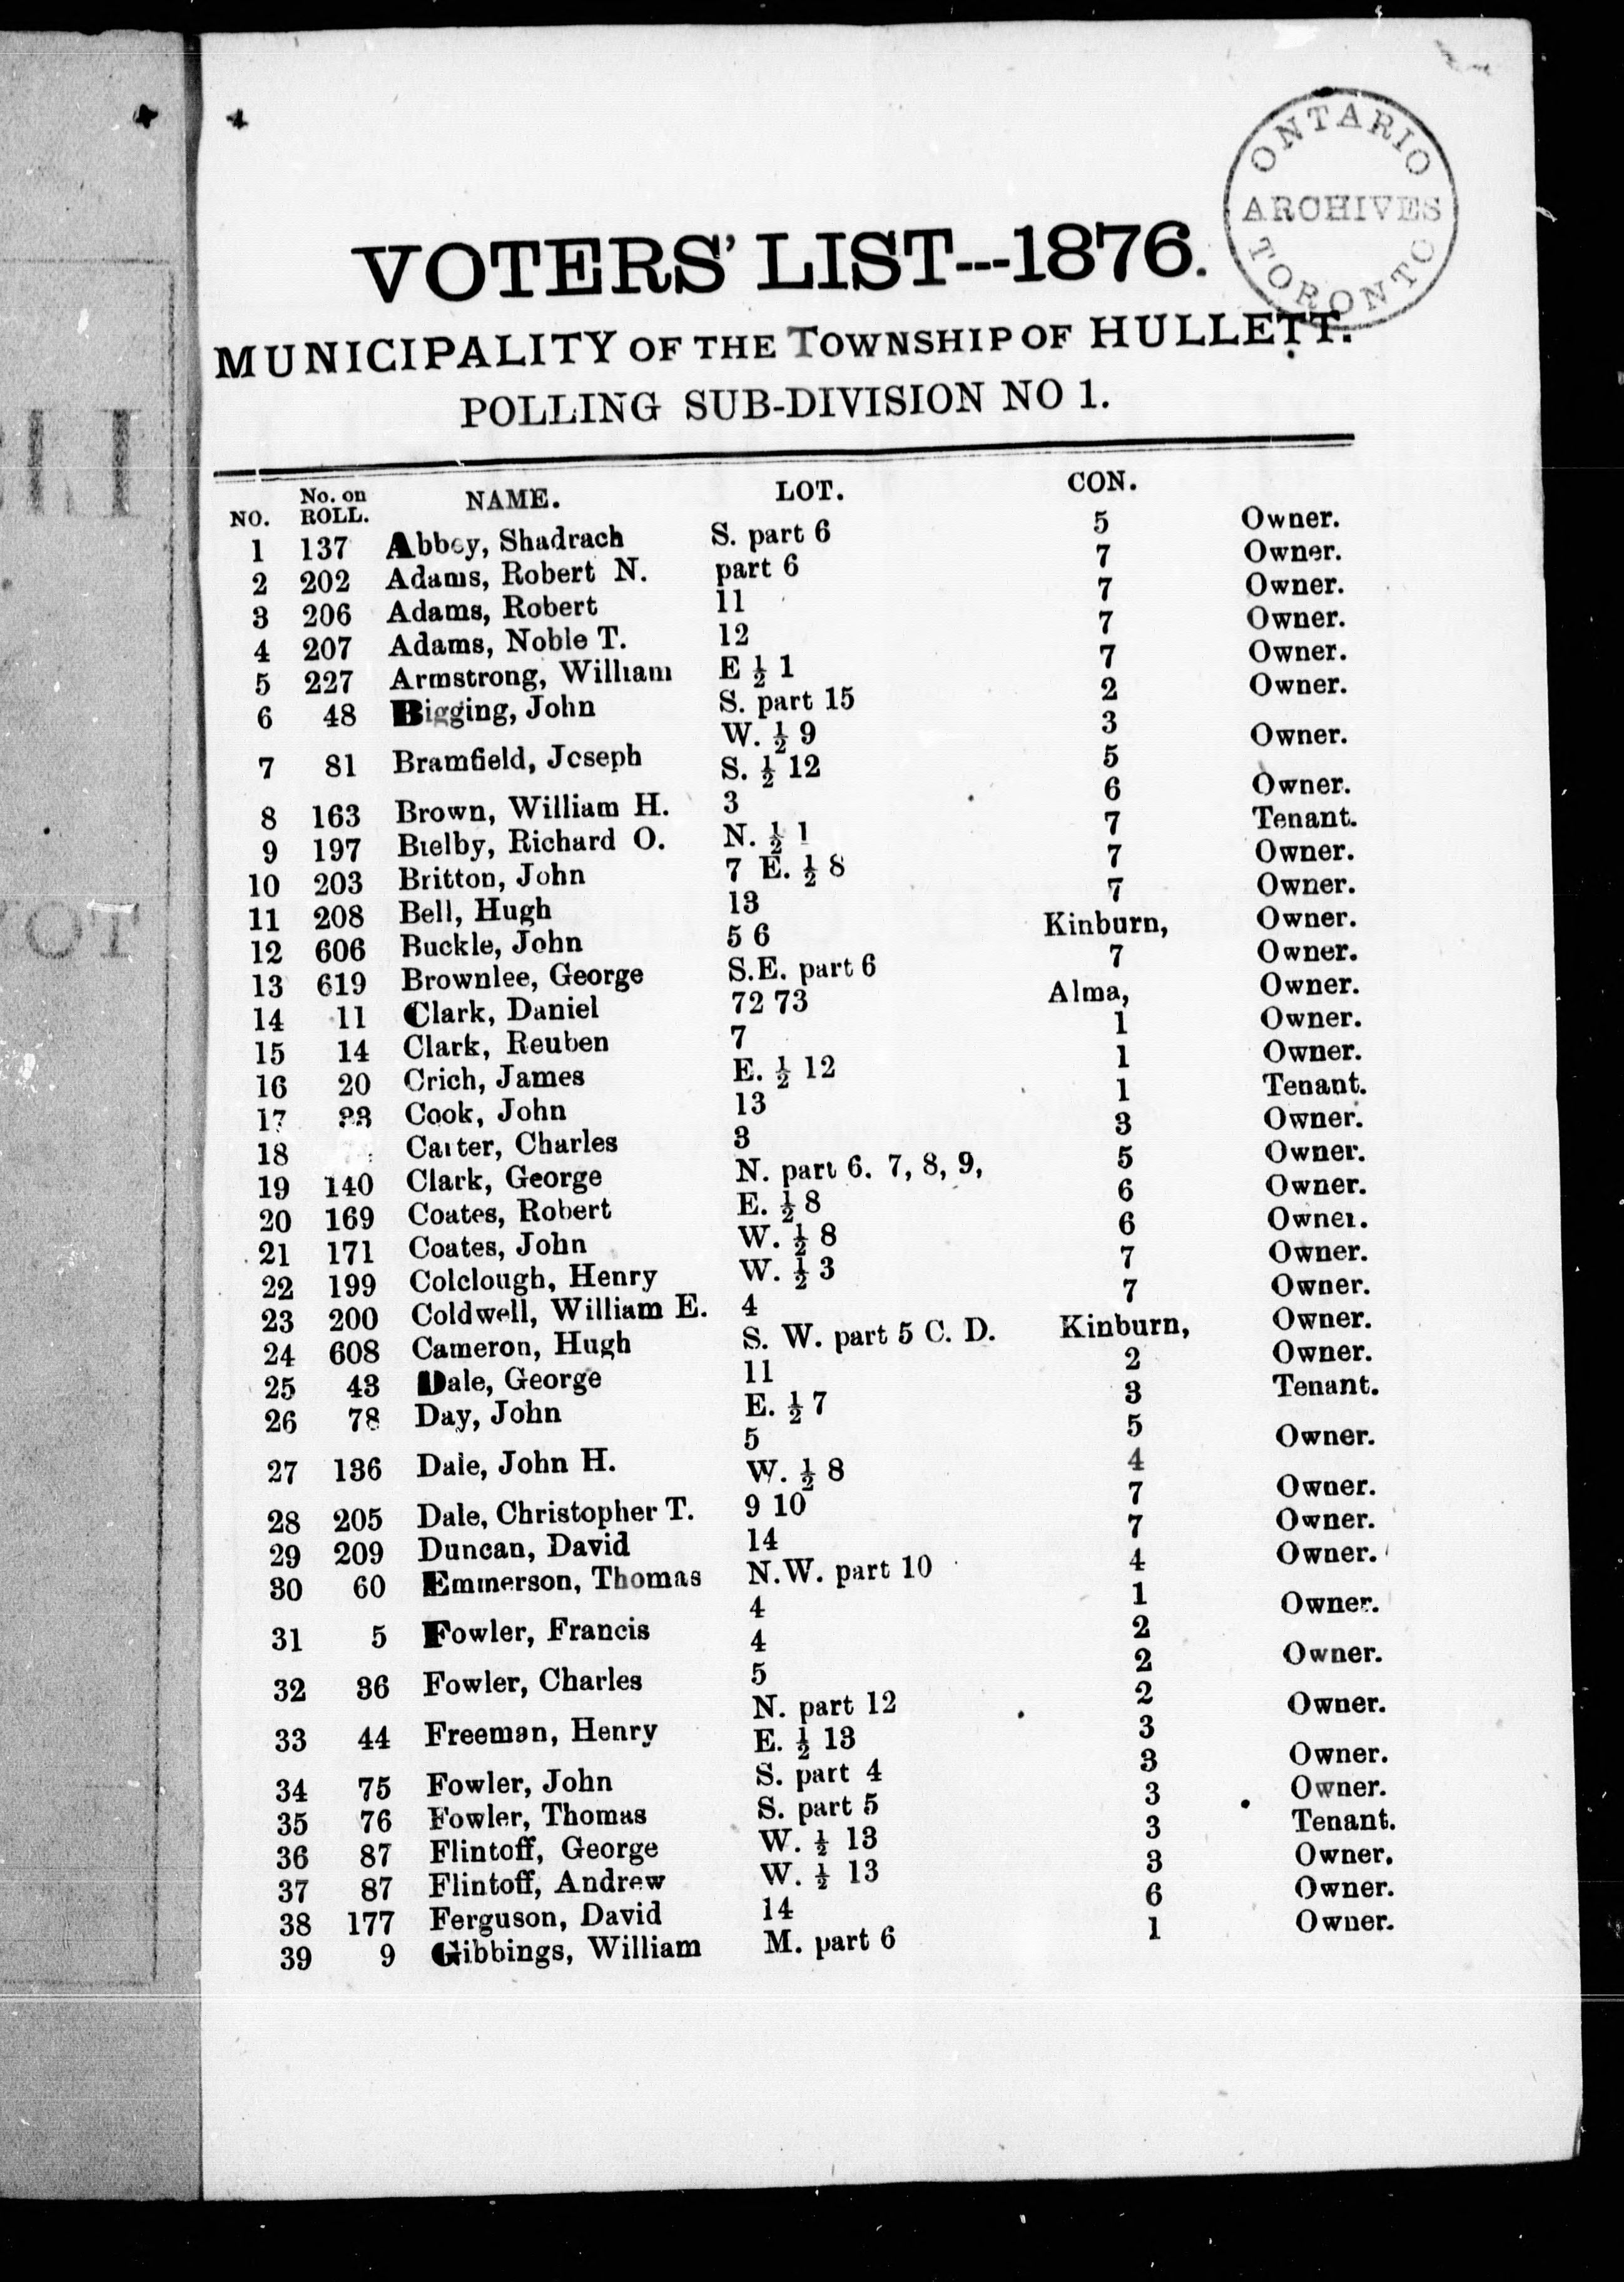 ONTARIO
ARCHIVES
TORONTO
VOTERS' LIST---1876.
MUNICIPALITY OF THE TOWNSHIP OF HULLETT.
POLLING SUB-DIVISION NO 1.
NO. No. on ROLL. NAME. LOT. CON.
1 137 Abbey, Shadrach S. part 6 5 Owner.
2 202 Adams, Robert N. part 6 7 Owner.
3 206 Adams, Robert 11 7 Owner.
4 207 Adams, Noble T. 12 7 Owner.
5 227 Armstrong, William E ½ 1 7 Owner.
6 48 Bigging, John S. part 15 2 Owner.
W. ½ 9 3
7 81 Bramfield, Joseph S. ½ 12 5 Owner.
8 163 Brown, William H. 3 6 Owner.
9 197 Bielby, Richard O. N. ½ 1 7 Tenant.
10 203 Britton, John 7 E. ½ 8 7 Owner.
11 208 Bell, Hugh 13 7 Owner.
12 606 Buckle, John 5 6 Kinburn, Owner.
13 619 Brownlee, George S.E. part 6 7 Owner.
14 11 Clark, Daniel 72 73 Alma, Owner.
15 14 Clark, Reuben 7 1 Owner.
16 20 Crich, James E. ½ 12 1 Owner.
17 Cook, John 13 1 Tenant.
18 Carter, Charles 3 3 Owner.
19 140 Clark, George N. part 6. 7, 8, 9, 5 Owner.
20 169 Coates, Robert E. ½ 8 6 Owner.
21 171 Coates, John W. ½ 8 6 Owner.
22 199 Colclough, Henry W. ½ 3 7 Owner.
23 200 Coldwell, William E. 4 7 Owner.
24 608 Cameron, Hugh S. W. part 5 C. D. Kinburn, Owner.
25 43 Dale, George 11 2 Owner.
26 78 Day, John E. ½ 7 3 Tenant.
5 5
27 136 Dale, John H. W. ½ 8 4 Owner.
28 205 Dale, Christopher T. 9 10 7 Owner.
29 209 Duncan, David 14 7 Owner.
30 60 Emmerson, Thomas N.W. part 10 4 Owner.
4 1
31 5 Fowler, Francis 4 2 Owner.
32 36 Fowler, Charles 5 2 Owner.
N. part 12 2
33 44 Freeman, Henry E. ½ 13 3 Owner.
34 75 Fowler, John S. part 4 3 Owner.
35 76 Fowler, Thomas S. part 5 3 Owner.
36 87 Flintoff, George W. ½ 13 3 Tenant.
37 87 Flintoff, Andrew W. ½ 13 3 Owner.
38 177 Ferguson, David 14 6 Owner.
39 9 Gibbings, William M. part 6 1 Owner.